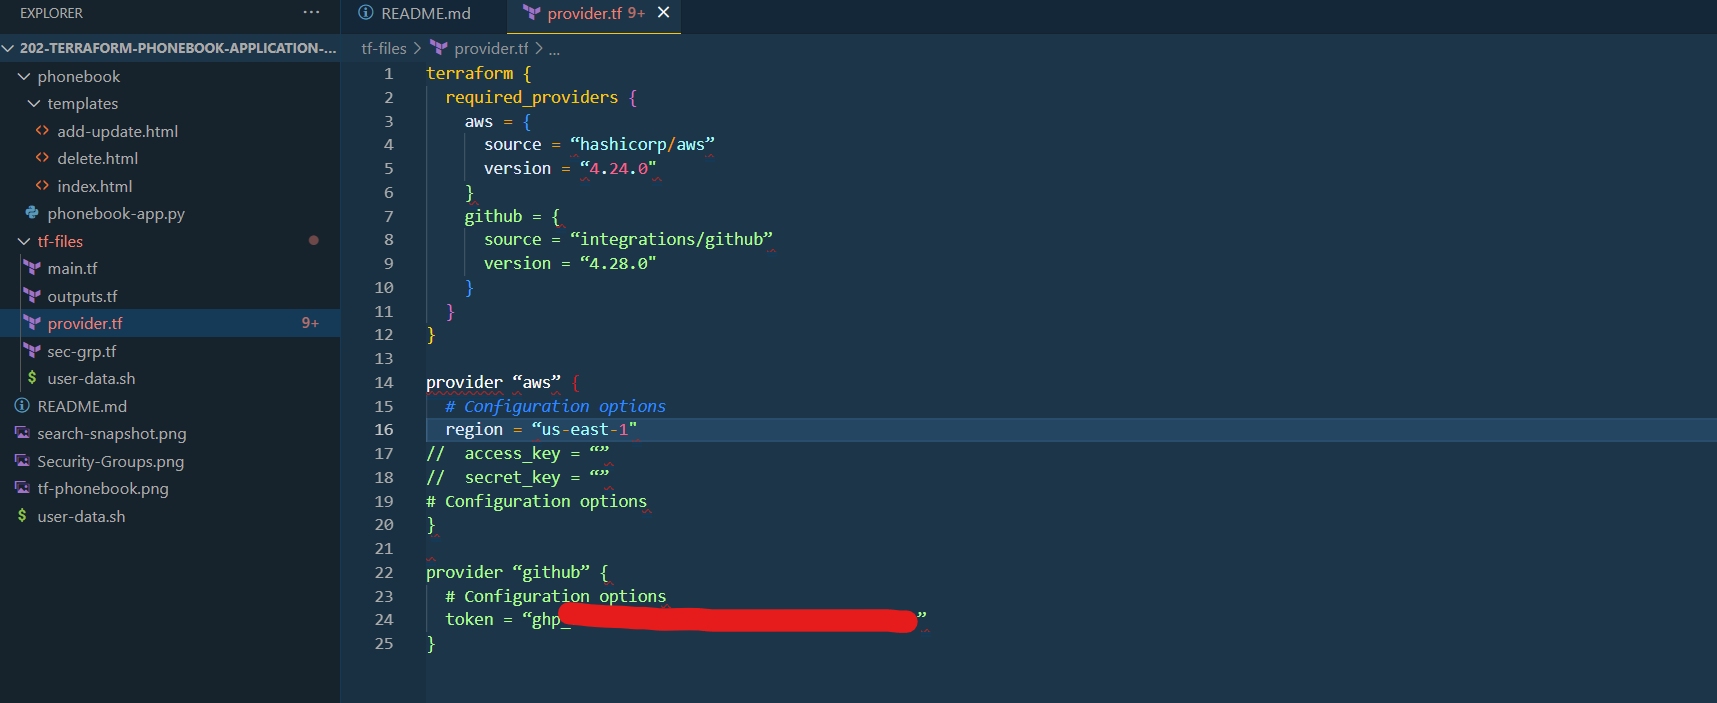 EXPLORER ...
202-TERRAFORM-PHONEBOOK-APPLICATION-...
phonebook
templates
<> add-update.html
<> delete.html
<> index.html
phonebook-app.py
tf-files
main.tf
outputs.tf
provider.tf 9+
sec-grp.tf
$ user-data.sh
README.md
search-snapshot.png
Security-Groups.png
tf-phonebook.png
$ user-data.sh
README.md provider.tf 9+ ×
tf-files > provider.tf > ...
1 terraform {
2 required_providers {
3 aws = {
4 source = “hashicorp/aws”
5 version = “4.24.0"
6 }
7 github = {
8 source = “integrations/github”
9 version = “4.28.0"
10 }
11 }
12 }
13
14 provider “aws” {
15 # Configuration options
16 region = “us-east-1"
17 // access_key = “”
18 // secret_key = “”
19 # Configuration options
20 }
21
22 provider “github” {
23 # Configuration options
24 token = “ghp_ ”
25 }